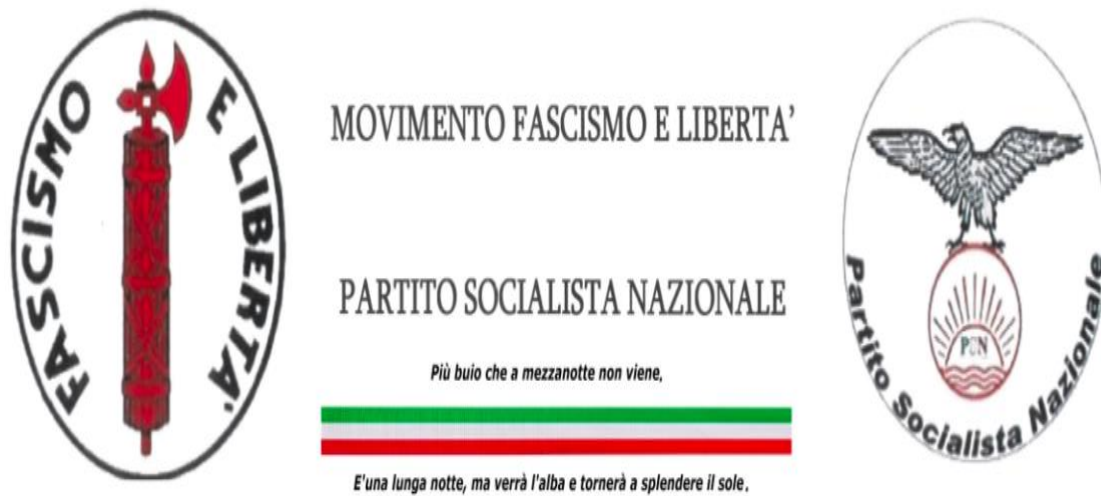 FASCISMO E LIBERTA'
MOVIMENTO FASCISMO E LIBERTA'
PARTITO SOCIALISTA NAZIONALE
Più buio che a mezzanotte non viene,
E'una lunga notte, ma verrà l'alba e tornerà a splendere il sole.
PSN
Partito Socialista Nazionale